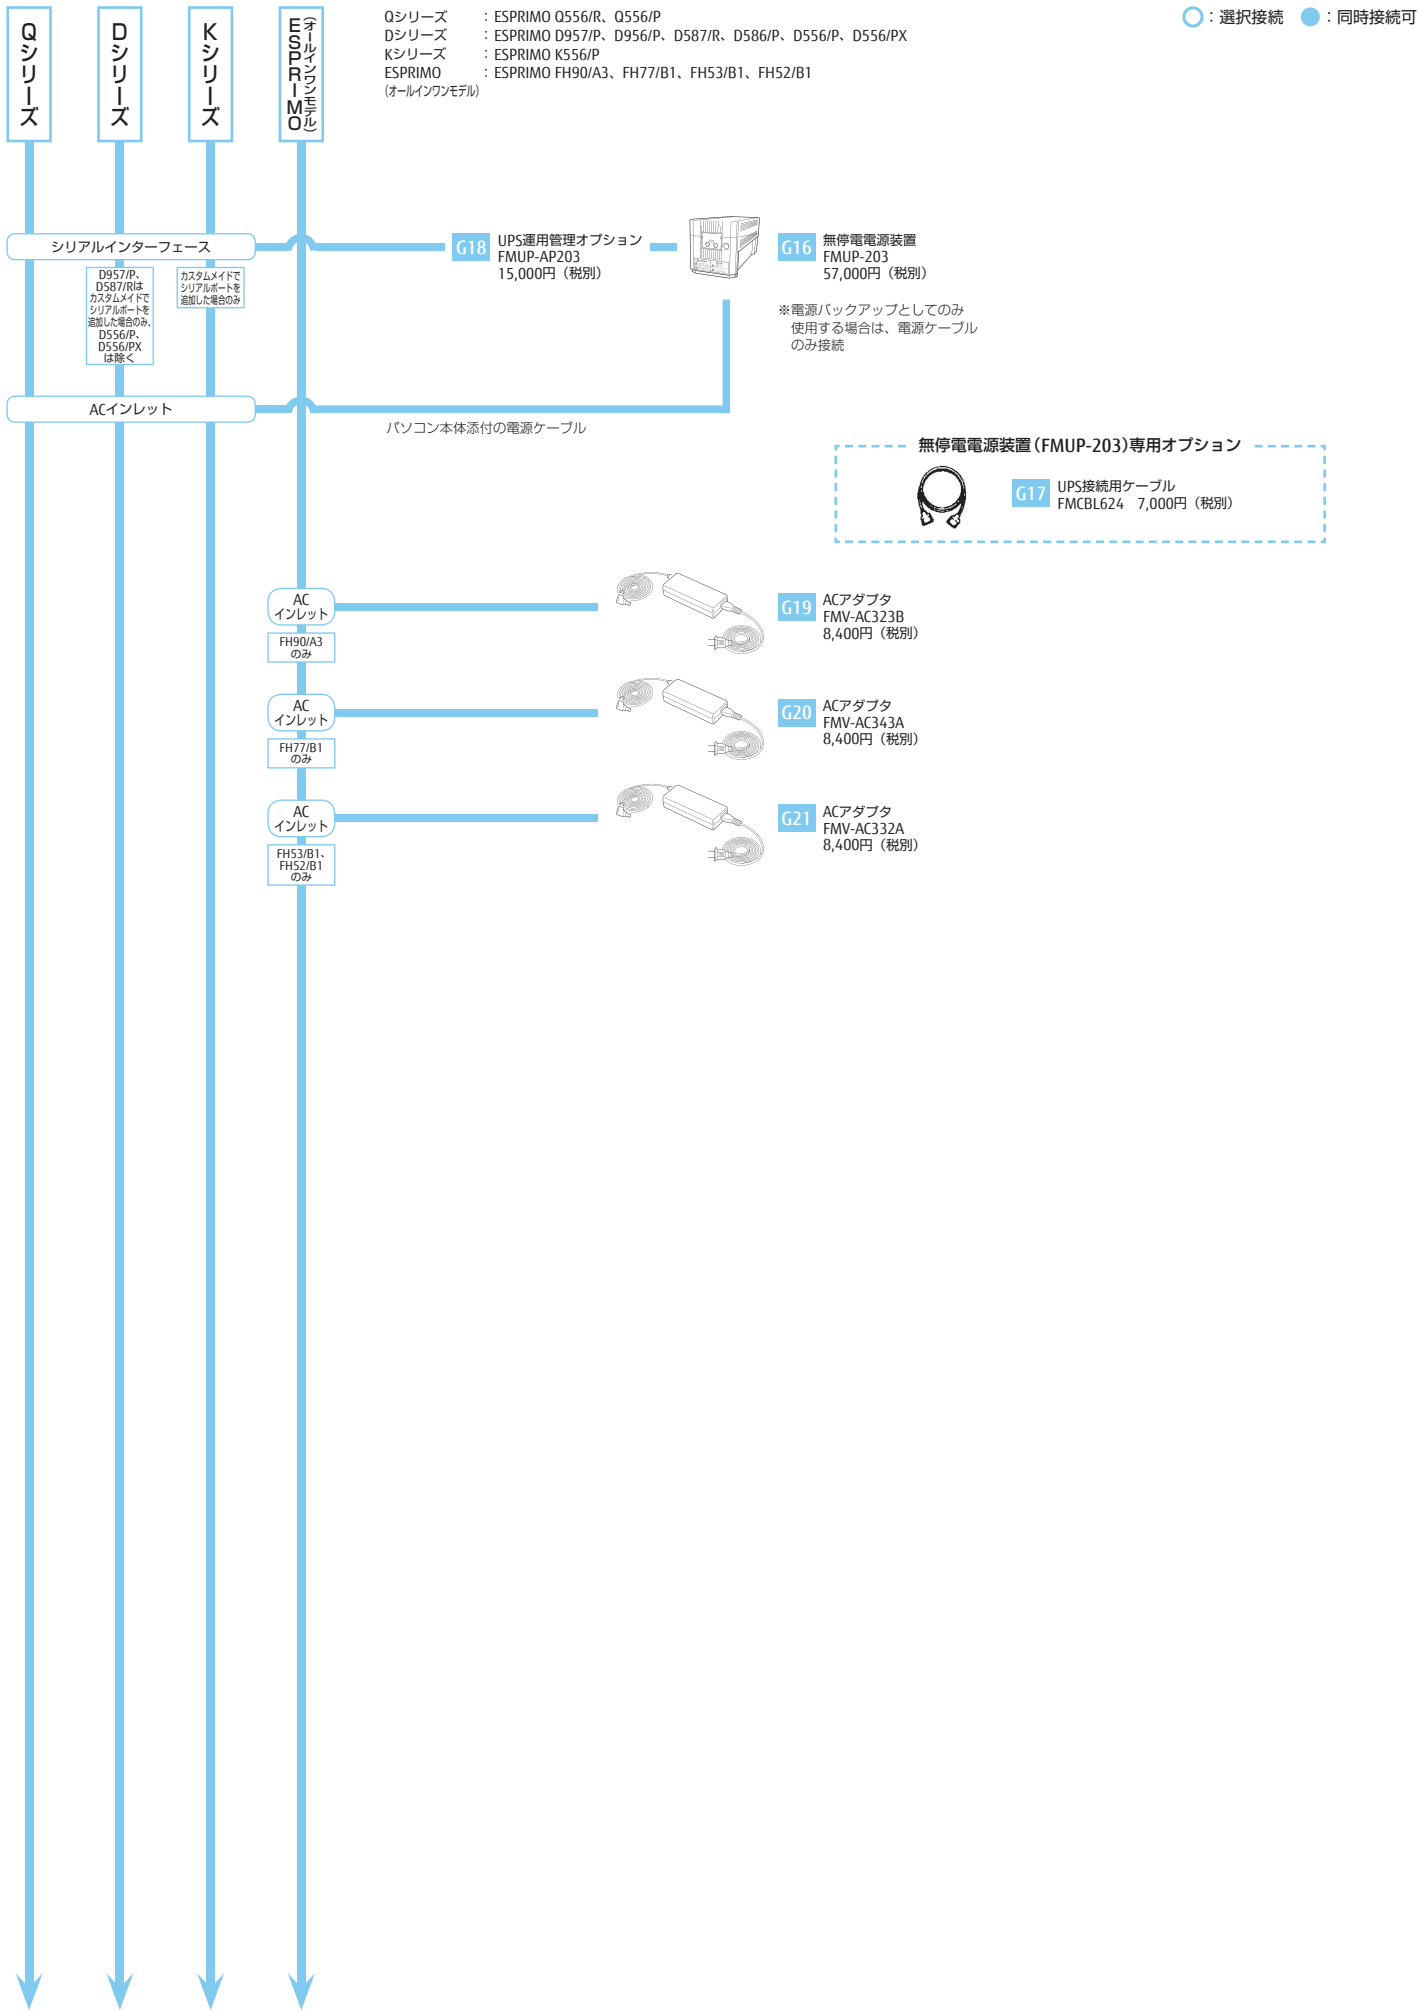 Qシリーズ
Dシリーズ
Kシリーズ
ESPRIMO
(オールインワンモデル)
Qシリーズ ：ESPRIMO Q556/R、Q556/P
Dシリーズ ：ESPRIMO D957/P、D956/P、D587/R、D586/P、D556/P、D556/PX
Kシリーズ ：ESPRIMO K556/P
ESPRIMO ：ESPRIMO FH90/A3、FH77/B1、FH53/B1、FH52/B1
(オールインワンモデル)
：選択接続 ：同時接続可
シリアルインターフェース
D957/P、
D587/Rは
カスタムメイドで
シリアルポートを
追加した場合のみ、
D556/P、
D556/PX
は除く
カスタムメイドで
シリアルポートを
追加した場合のみ
G18
UPS運用管理オプション
FMUP-AP203
15,000円（税別）
G16
無停電電源装置
FMUP-203
57,000円（税別）
※電源バックアップとしてのみ
使用する場合は、電源ケーブル
のみ接続
ACインレット
パソコン本体添付の電源ケーブル
無停電電源装置（FMUP-203）専用オプション
G17
UPS接続用ケーブル
FMCBL624 7,000円（税別）
AC
インレット
FH90/A3
のみ
G19
ACアダプタ
FMV-AC323B
8,400円（税別）
AC
インレット
FH77/B1
のみ
G20
ACアダプタ
FMV-AC343A
8,400円（税別）
AC
インレット
FH53/B1、
FH52/B1
のみ
G21
ACアダプタ
FMV-AC332A
8,400円（税別）